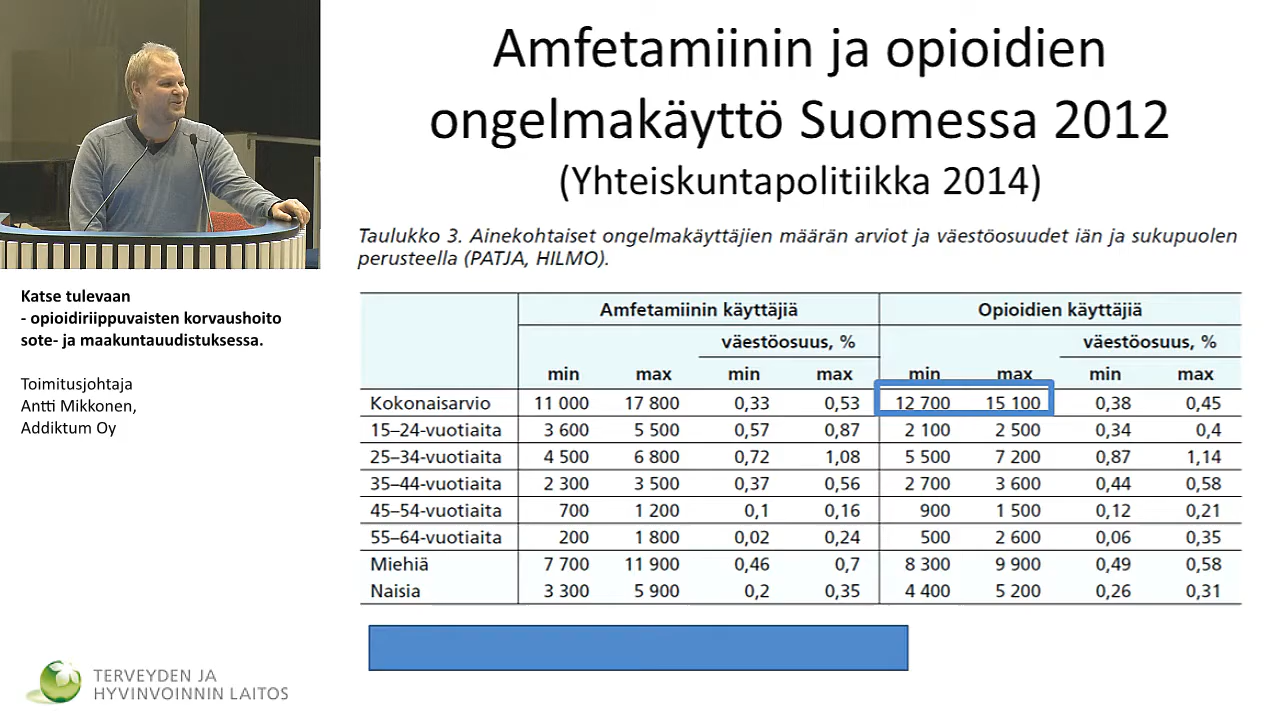 Amfetamiinin ja opioidien
ongelmakäyttö Suomessa 2012
(Yhteiskuntapolitiikka 2014)
Taulukko 3. Ainekohtaiset ongelmakäyttäjien määrän arviot ja väestöosuudet iän ja sukupuolen
perusteella (PATJA, HILMO).
Amfetamiinin käyttäjiä Opioidien käyttäjiä
väestöosuus, % väestöosuus, %
min max min max min max min max
Kokonaisarvio 11 000 17 800 0,33 0,53 12 700 15 100 0,38 0,45
15–24-vuotiaita 3 600 5 500 0,57 0,87 2 100 2 500 0,34 0,4
25–34-vuotiaita 4 500 6 800 0,72 1,08 5 500 7 200 0,87 1,14
35–44-vuotiaita 2 300 3 500 0,37 0,56 2 700 3 600 0,44 0,58
45–54-vuotiaita 700 1 200 0,1 0,16 900 1 500 0,12 0,21
55–64-vuotiaita 200 1 800 0,02 0,24 500 2 600 0,06 0,35
Miehiä 7 700 11 900 0,46 0,7 8 300 9 900 0,49 0,58
Naisia 3 300 5 900 0,2 0,35 4 400 5 200 0,26 0,31
Katse tulevaan
- opioidiriippuvaisten korvaushoito
sote- ja maakuntauudistuksessa.
Toimitusjohtaja
Antti Mikkonen,
Addiktum Oy
TERVEYDEN JA
HYVINVOINNIN LAITOS